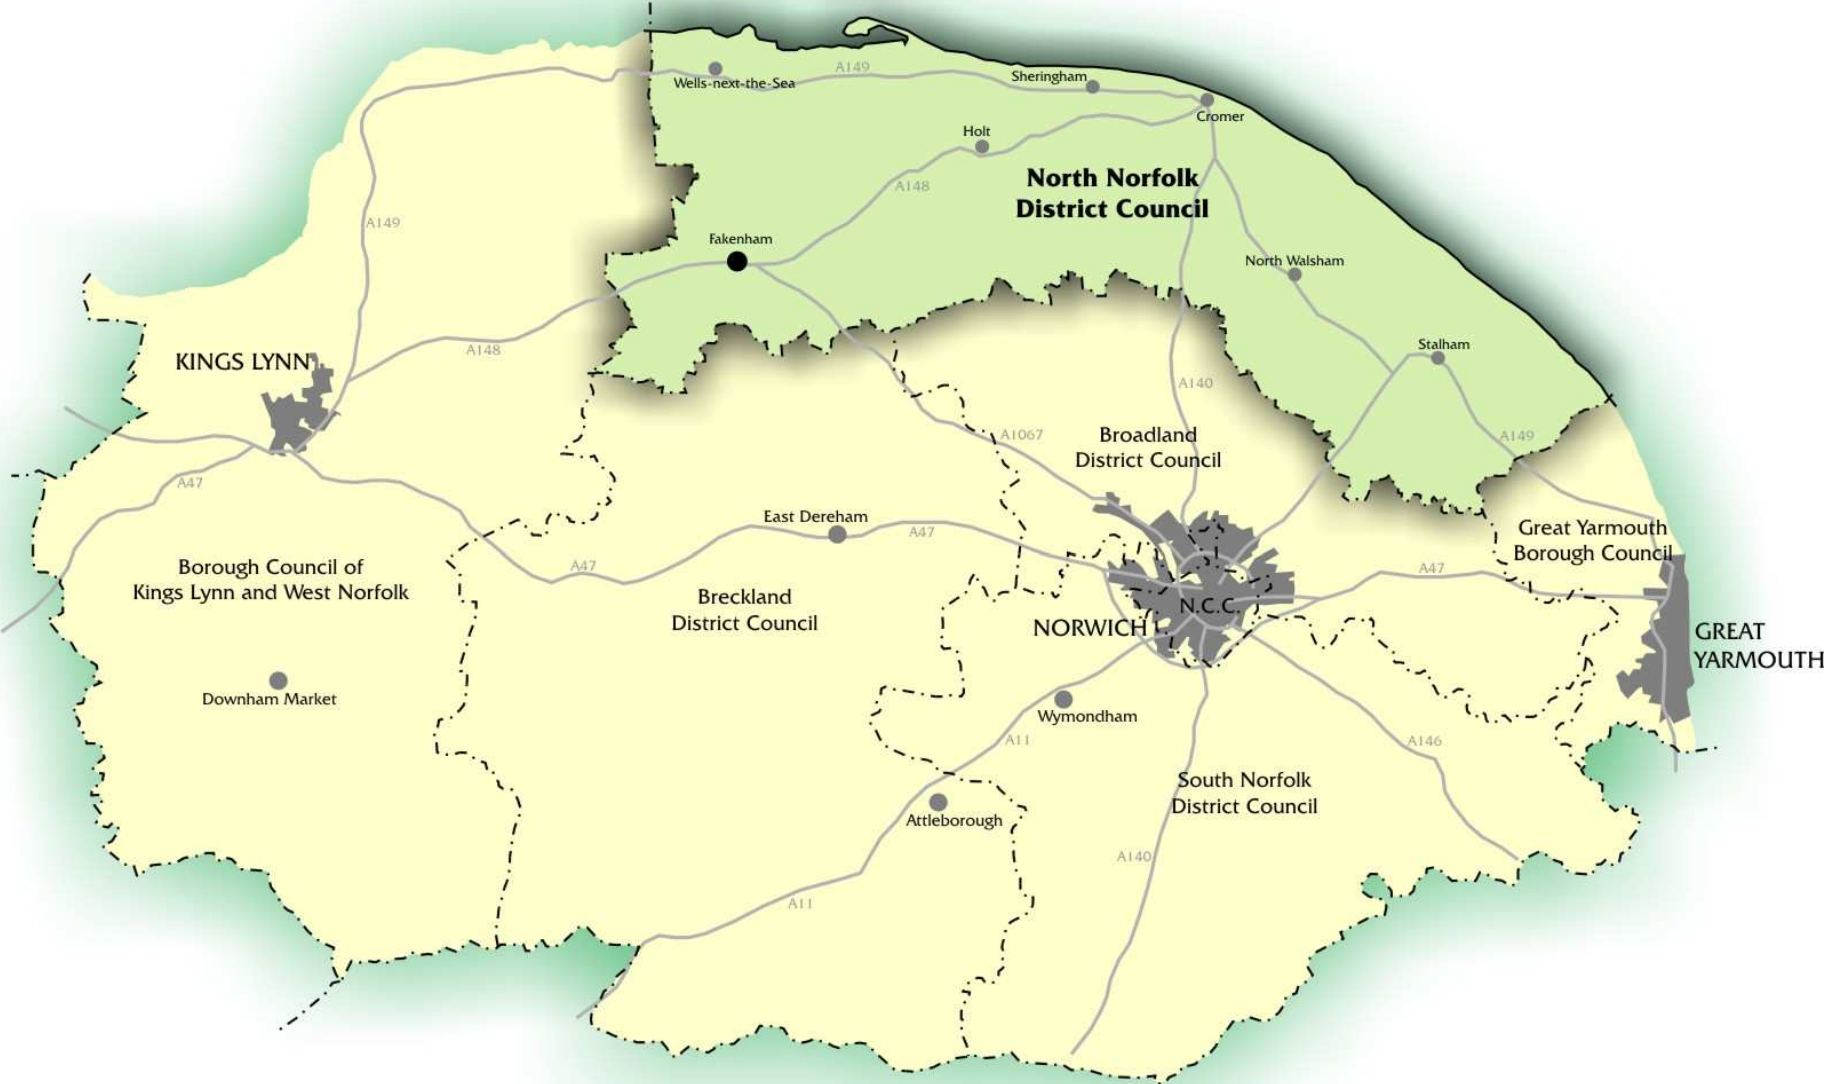 A149
Wells-next-the-Sea
Sheringham
Cromer
Holt
A148
North Norfolk
District Council
A149
Fakenham
North Walsham
A148
KINGS LYNN
Stalham
A140
A1067
Broadland
District Council
A149
A47
East Dereham
A47
Great Yarmouth
Borough Council
A47
A47
Borough Council of
Kings Lynn and West Norfolk
Breckland
District Council
N.C.C.
NORWICH
GREAT
YARMOUTH
Downham Market
Wymondham
A11
A146
South Norfolk
District Council
Attleborough
A140
A11